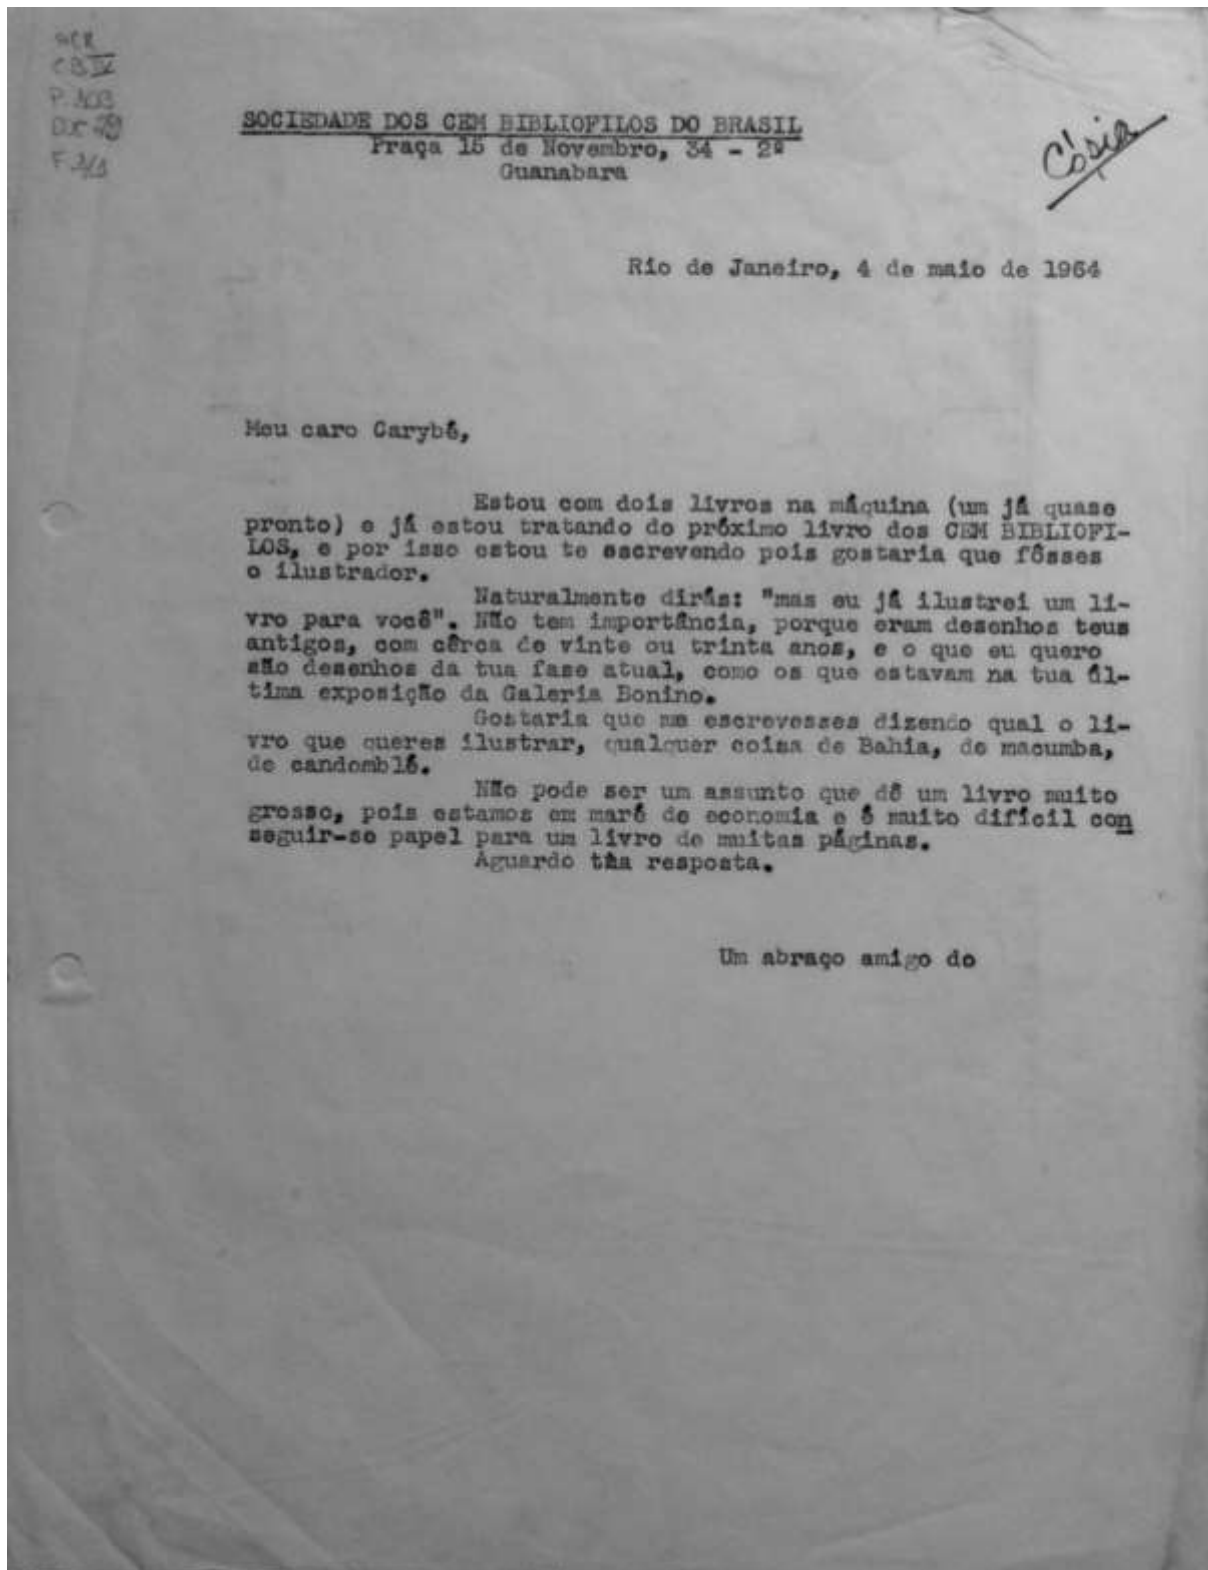 CB IV
P. 103
SOCIEDADE DOS CEM BIBLIOFILOS DO BRASIL
Praça 15 de Novembro, 34 - 2º
Guanabara
Cópia
Rio de Janeiro, 4 de maio de 1964
Meu caro Carybé,
Estou com dois livros na máquina (um já quase
pronto) e já estou tratando do próximo livro dos CEM BIBLIOFI-
LOS, e por isso estou te escrevendo pois gostaria que fôsses
o ilustrador.
Naturalmente dirás: "mas eu já ilustrei um li-
vro para você". Não tem importância, porque eram desenhos teus
antigos, com cêrca de vinte ou trinta anos, e o que eu quero
são desenhos da tua fase atual, como os que estavam na tua úl-
tima exposição da Galeria Bonino.
Gostaria que me escrevesses dizendo qual o li-
vro que queres ilustrar, qualquer coisa de Bahia, de macumba,
de candomblé.
Não pode ser um assunto que dê um livro muito
grosso, pois estamos em maré de economia e é muito difícil con
seguir-se papel para um livro de muitas páginas.
Aguardo tua resposta.
Um abraço amigo do